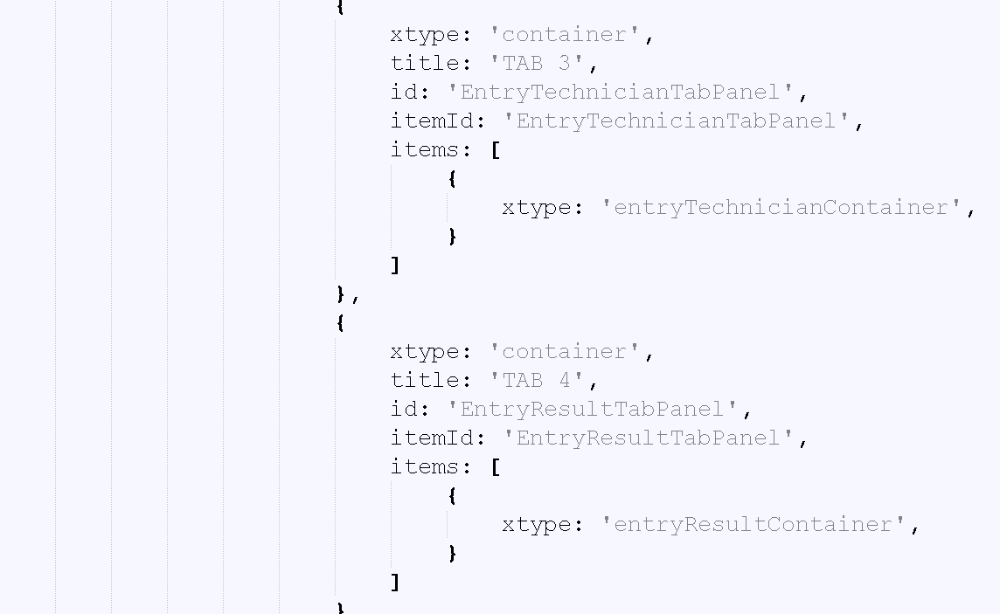 {
xtype: 'container',
title: 'TAB 3',
id: 'EntryTechnicianTabPanel',
itemId: 'EntryTechnicianTabPanel',
items: [
{
xtype: 'entryTechnicianContainer',
}
]
},
{
xtype: 'container',
title: 'TAB 4',
id: 'EntryResultTabPanel',
itemId: 'EntryResultTabPanel',
items: [
{
xtype: 'entryResultContainer',
}
]
}